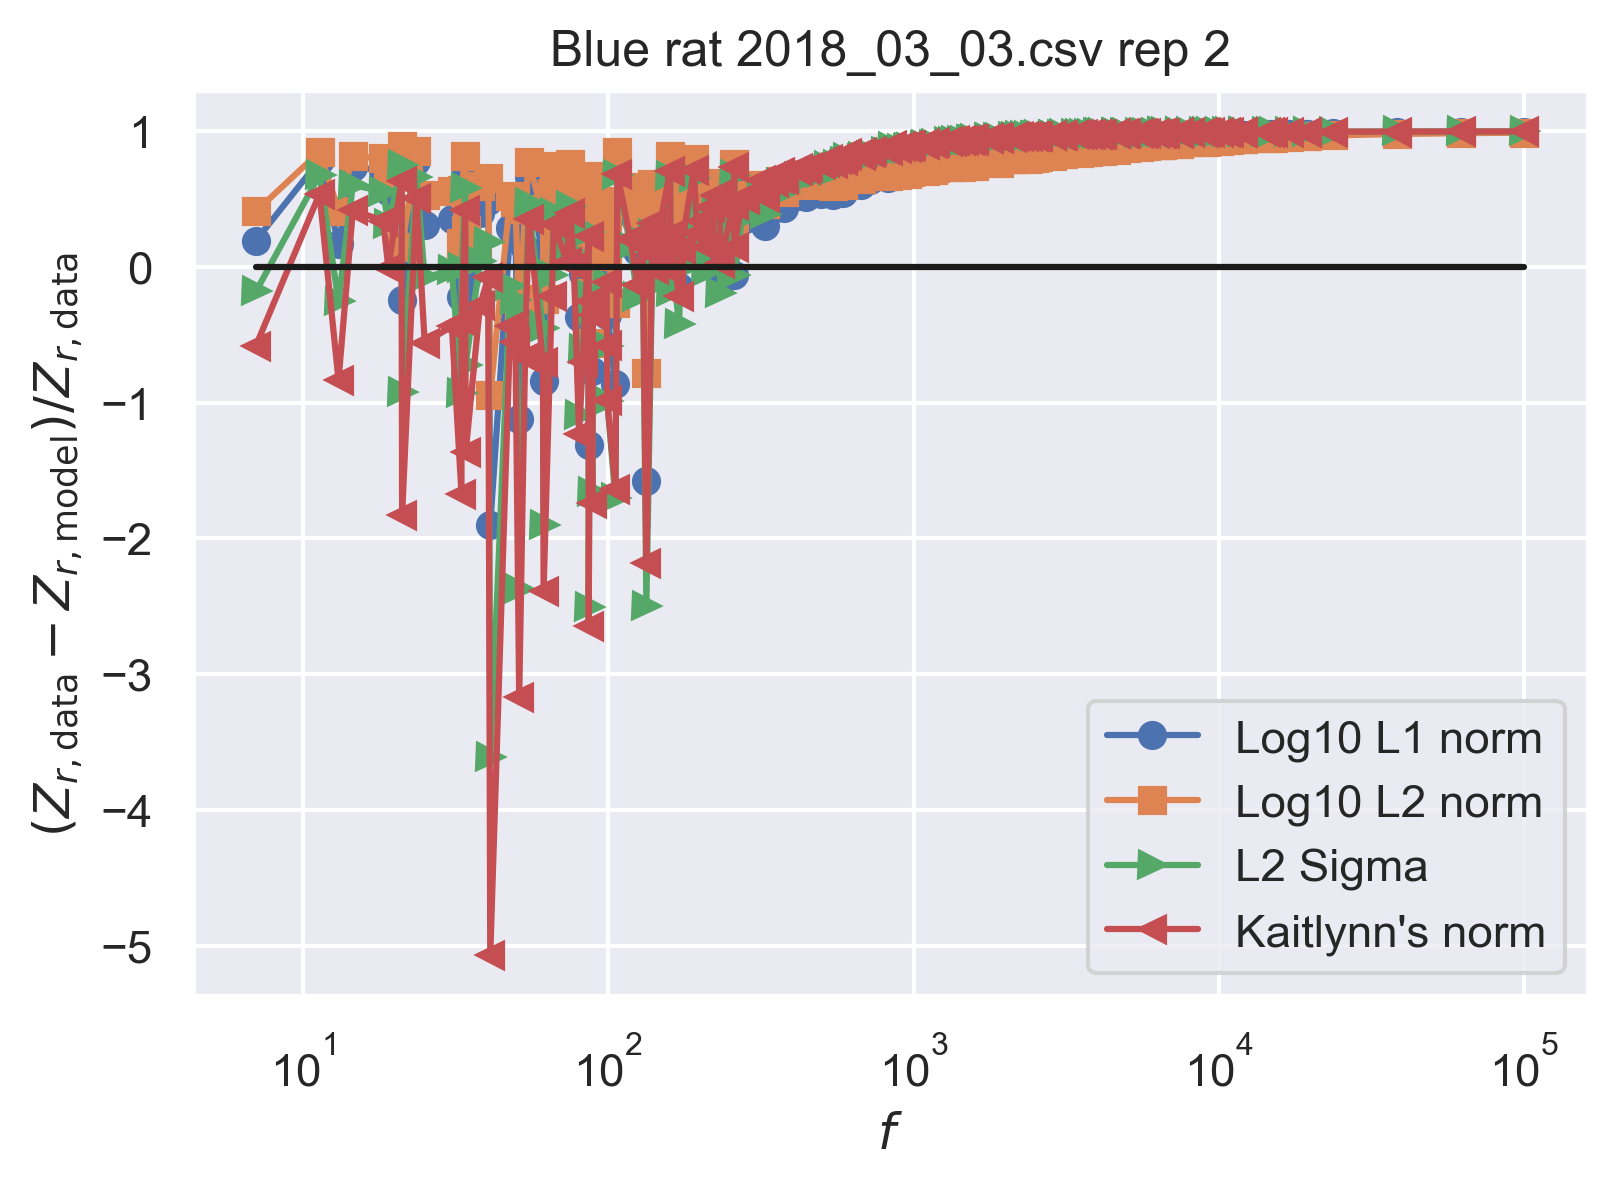 Blue rat 2018_03_03.csv rep 2
1
0
−1
−2
−3
−4
−5
(Z_{r, data} − Z_{r, model})/Z_{r, data}
10^1
10^2
10^3
10^4
10^5
f
Log10 L1 norm
Log10 L2 norm
L2 Sigma
Kaitlynn's norm